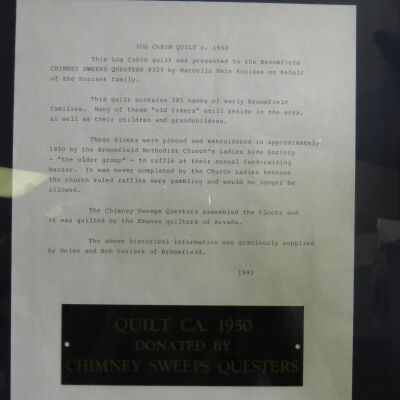 LOG CABIN QUILT c. 1950
This Log Cabin quilt was presented to the Broomfield
CHIMNEY SWEEPS QUESTERS #325 by Marcella Hein Kozisek on behalf
of the Kozisek family.
This quilt contains 285 names of early Broomfield
families. Many of these "old timers" still reside in the area,
as well as their children and grandchildren.
These blocks were pieced and embroidered in approximately
1950 by the Broomfield Methodist Church's Ladies Aide Society
- "the older group" - to raffle at their annual fund-raising
bazaar. It was never completed by the Church Ladies because
the church ruled raffles were gambling and would no longer be
allowed.
The Chimney Sweeps Questers assembled the blocks and
it was quilted by the Emanus quilters of Arvada.
The above historical information was graciously supplied
by Helen and Bob Kozisek of Broomfield.
1992
QUILT CA. 1950
DONATED BY
CHIMNEY SWEEPS QUESTERS